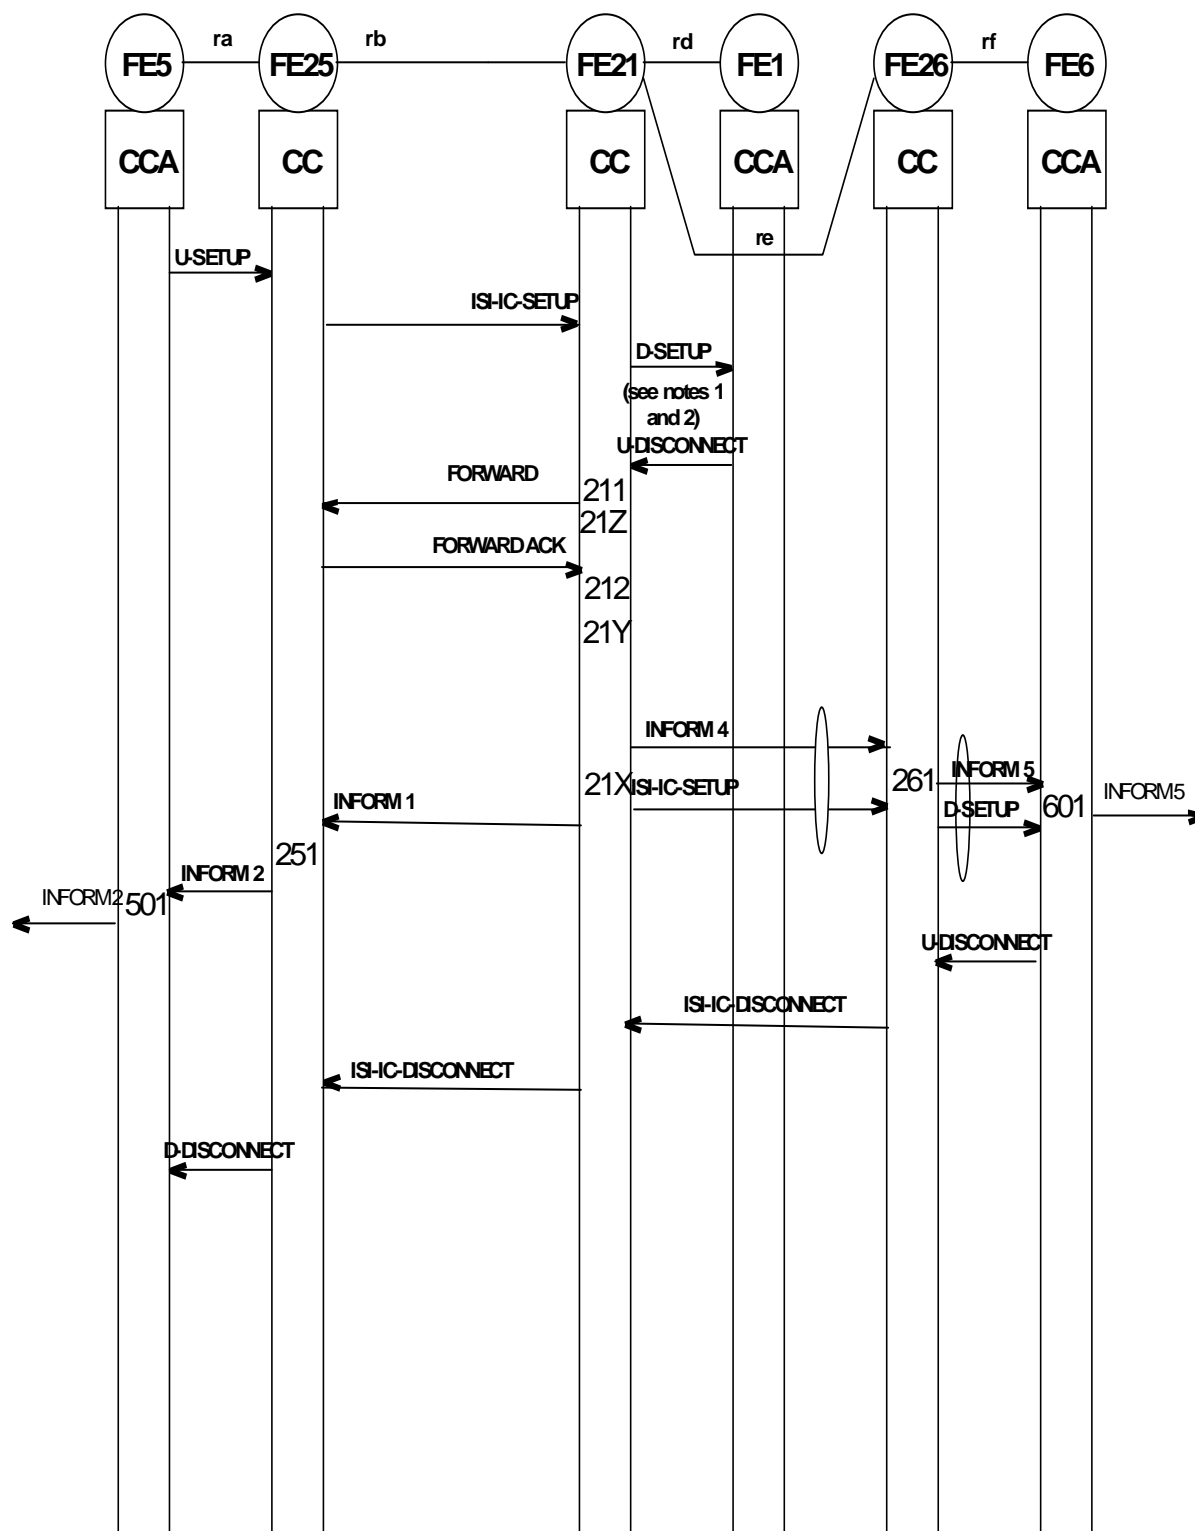 ra rb rd rf
FE5 FE25 FE21 FE1 FE26 FE6
CCA CC CC CCA CC CCA
re
U-SETUP
ISI-IC-SETUP
D-SETUP
(see notes 1
and 2)
U-DISCONNECT
FORWARD
211
21Z
FORWARD ACK
212
21Y
INFORM 4
INFORM 5
261
21X
ISI-IC-SETUP
INFORM5
INFORM 1
D-SETUP
601
251
INFORM 2
INFORM2
501
U-DISCONNECT
ISI-IC-DISCONNECT
ISI-IC-DISCONNECT
D-DISCONNECT